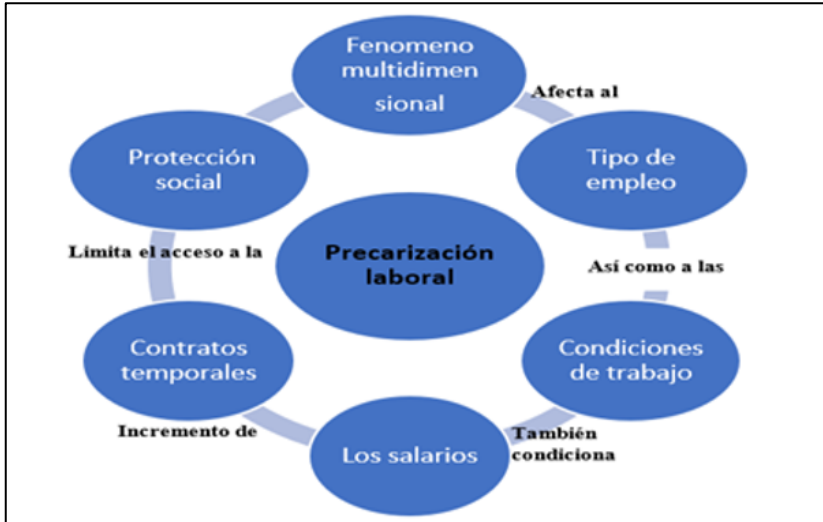 Fenomeno
multidimen
sional
Afecta al
Tipo de
empleo
Así como a las
Condiciones
de trabajo
También
condiciona
Los salarios
Incremento de
Contratos
temporales
Limita el acceso a la
Protección
social
Precarización
laboral